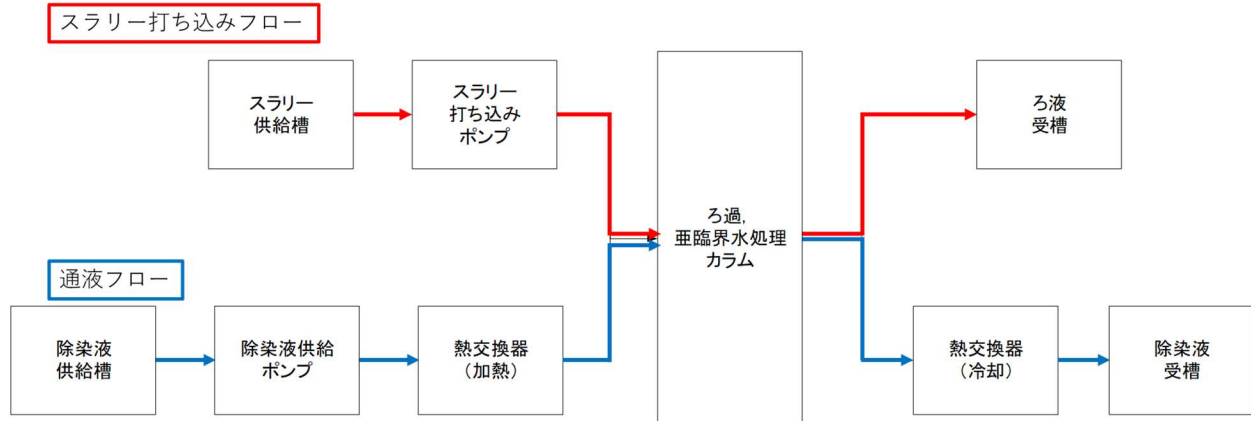 スラリー打ち込みフロー
スラリー
供給槽
スラリー
打ち込み
ポンプ
ろ液
受槽
ろ過,
亜臨界水処理
カラム
通液フロー
除染液
供給槽
除染液供給
ポンプ
熱交換器
（加熱）
熱交換器
（冷却）
除染液
受槽